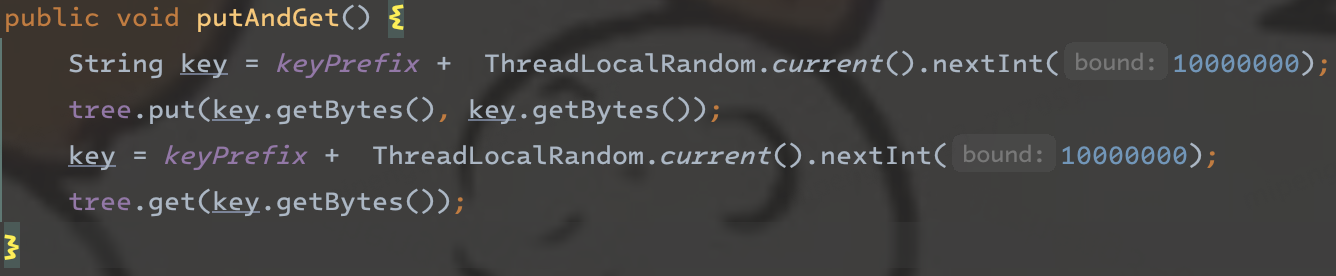 public void putAndGet() {
String key = keyPrefix + ThreadLocalRandom.current().nextInt( bound: 10000000);
tree.put(key.getBytes(), key.getBytes());
key = keyPrefix + ThreadLocalRandom.current().nextInt( bound: 10000000);
tree.get(key.getBytes());
}